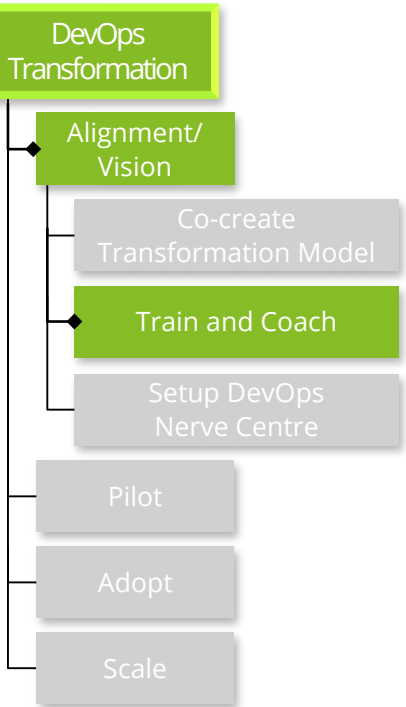 DevOps
Transformation
Alignment/
Vision
Co-create
Transformation Model
Train and Coach
Setup DevOps
Nerve Centre
Pilot
Adopt
Scale